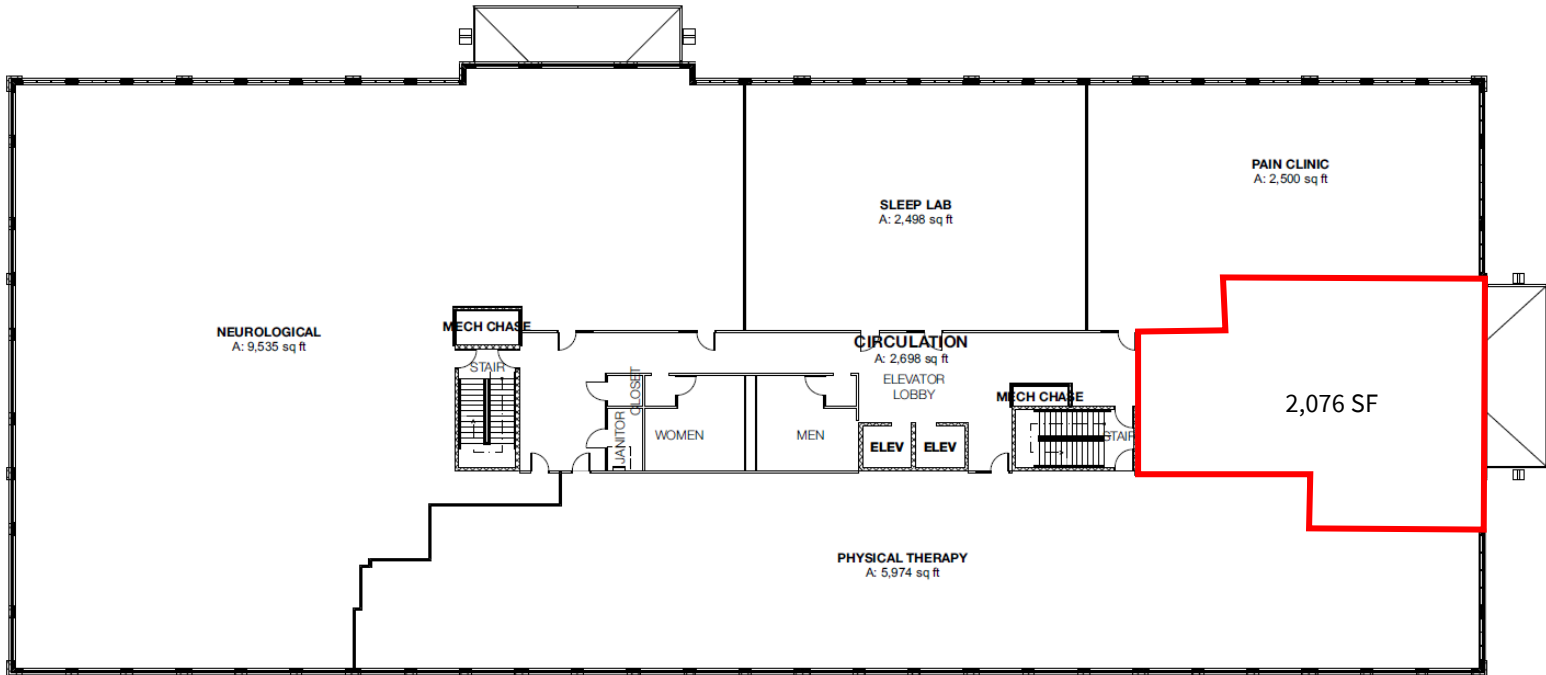 PAIN CLINIC
A: 2,500 sq ft
SLEEP LAB
A: 2,498 sq ft
NEUROLOGICAL
A: 9,535 sq ft
MECH CHASE
STAIR
CIRCULATION
A: 2,698 sq ft
ELEVATOR
LOBBY
CLOSET
MECH CHASE
2,076 SF
JANITOR
WOMEN
MEN
ELEV
ELEV
STAIR
PHYSICAL THERAPY
A: 5,974 sq ft